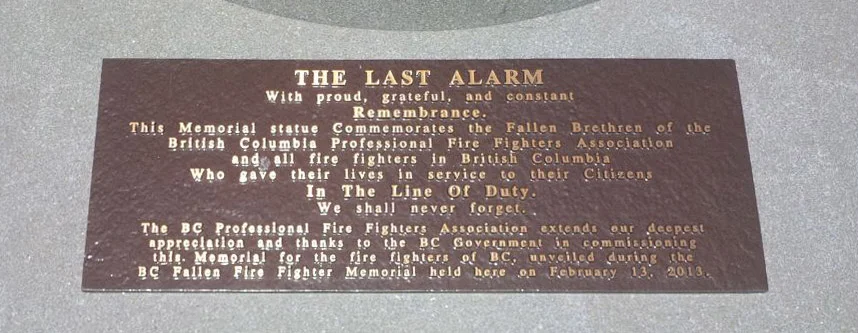 THE LAST ALARM
With proud, grateful, and constant
Remembrance.
This Memorial statue Commemorates the Fallen Brethren of the
British Columbia Professional Fire Fighters Association
and all fire fighters in British Columbia
Who gave their lives in service to their Citizens
In The Line Of Duty.
We shall never forget.
The BC Professional Fire Fighters Association extends our deepest
appreciation and thanks to the BC Government in commissioning
this Memorial for the fire fighters of BC, unveiled during the
BC Fallen Fire Fighter Memorial held here on February 13, 2013.